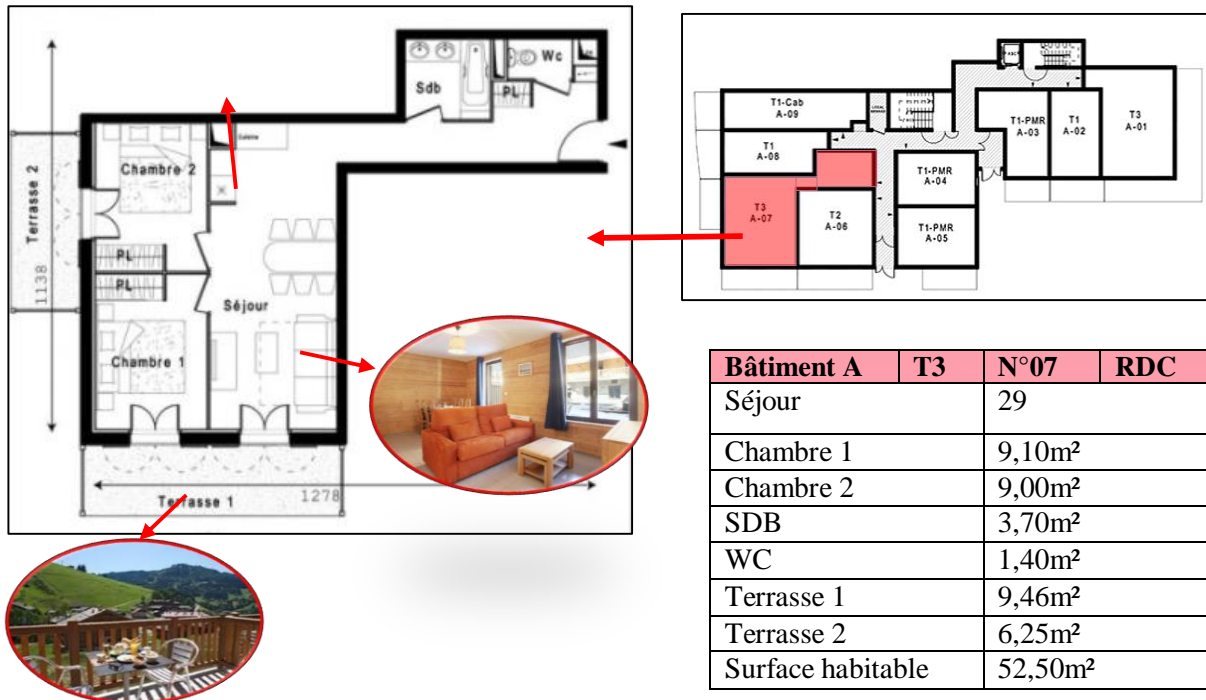 Sdb
Wc
PL
Cuisine
Chambre 2
Terrasse 2
PL
PL
1138
Séjour
Chambre 1
Terrasse 1
1278
T1-Cab
A-09
T1
A-08
T3
A-07
T2
A-06
T1-PMR
A-04
T1-PMR
A-05
T1-PMR
A-03
T1
A-02
T3
A-01
Bâtiment A T3 N°07 RDC
Séjour 29
Chambre 1 9,10m²
Chambre 2 9,00m²
SDB 3,70m²
WC 1,40m²
Terrasse 1 9,46m²
Terrasse 2 6,25m²
Surface habitable 52,50m²